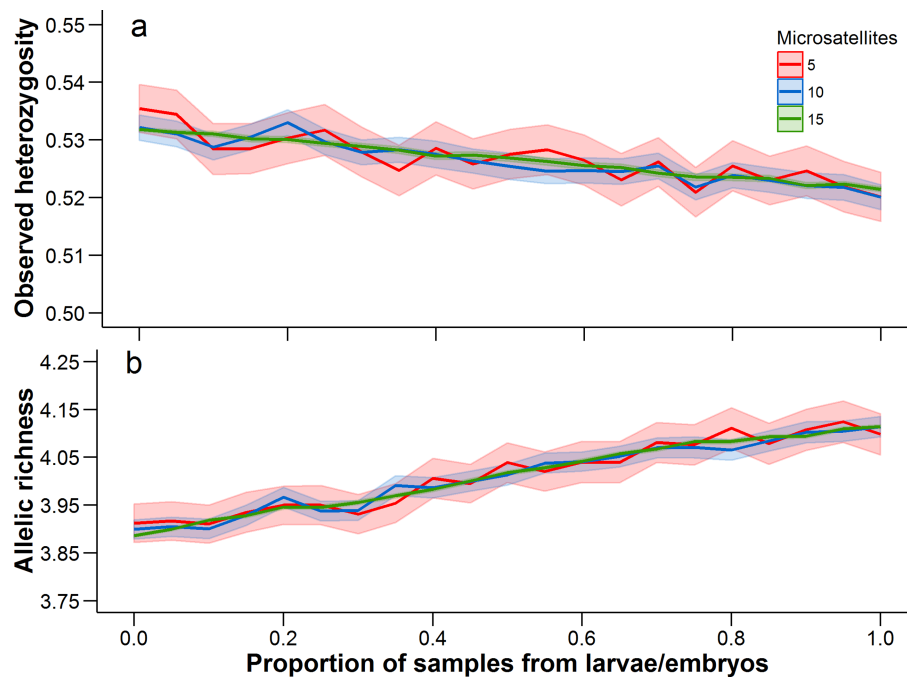 a
Microsatellites
5
10
15
0.55
0.54
0.53
0.52
0.51
0.50
Observed heterozygosity
b
4.25
4.15
4.05
3.95
3.85
3.75
Allelic richness
0.0 0.2 0.4 0.6 0.8 1.0
Proportion of samples from larvae/embryos